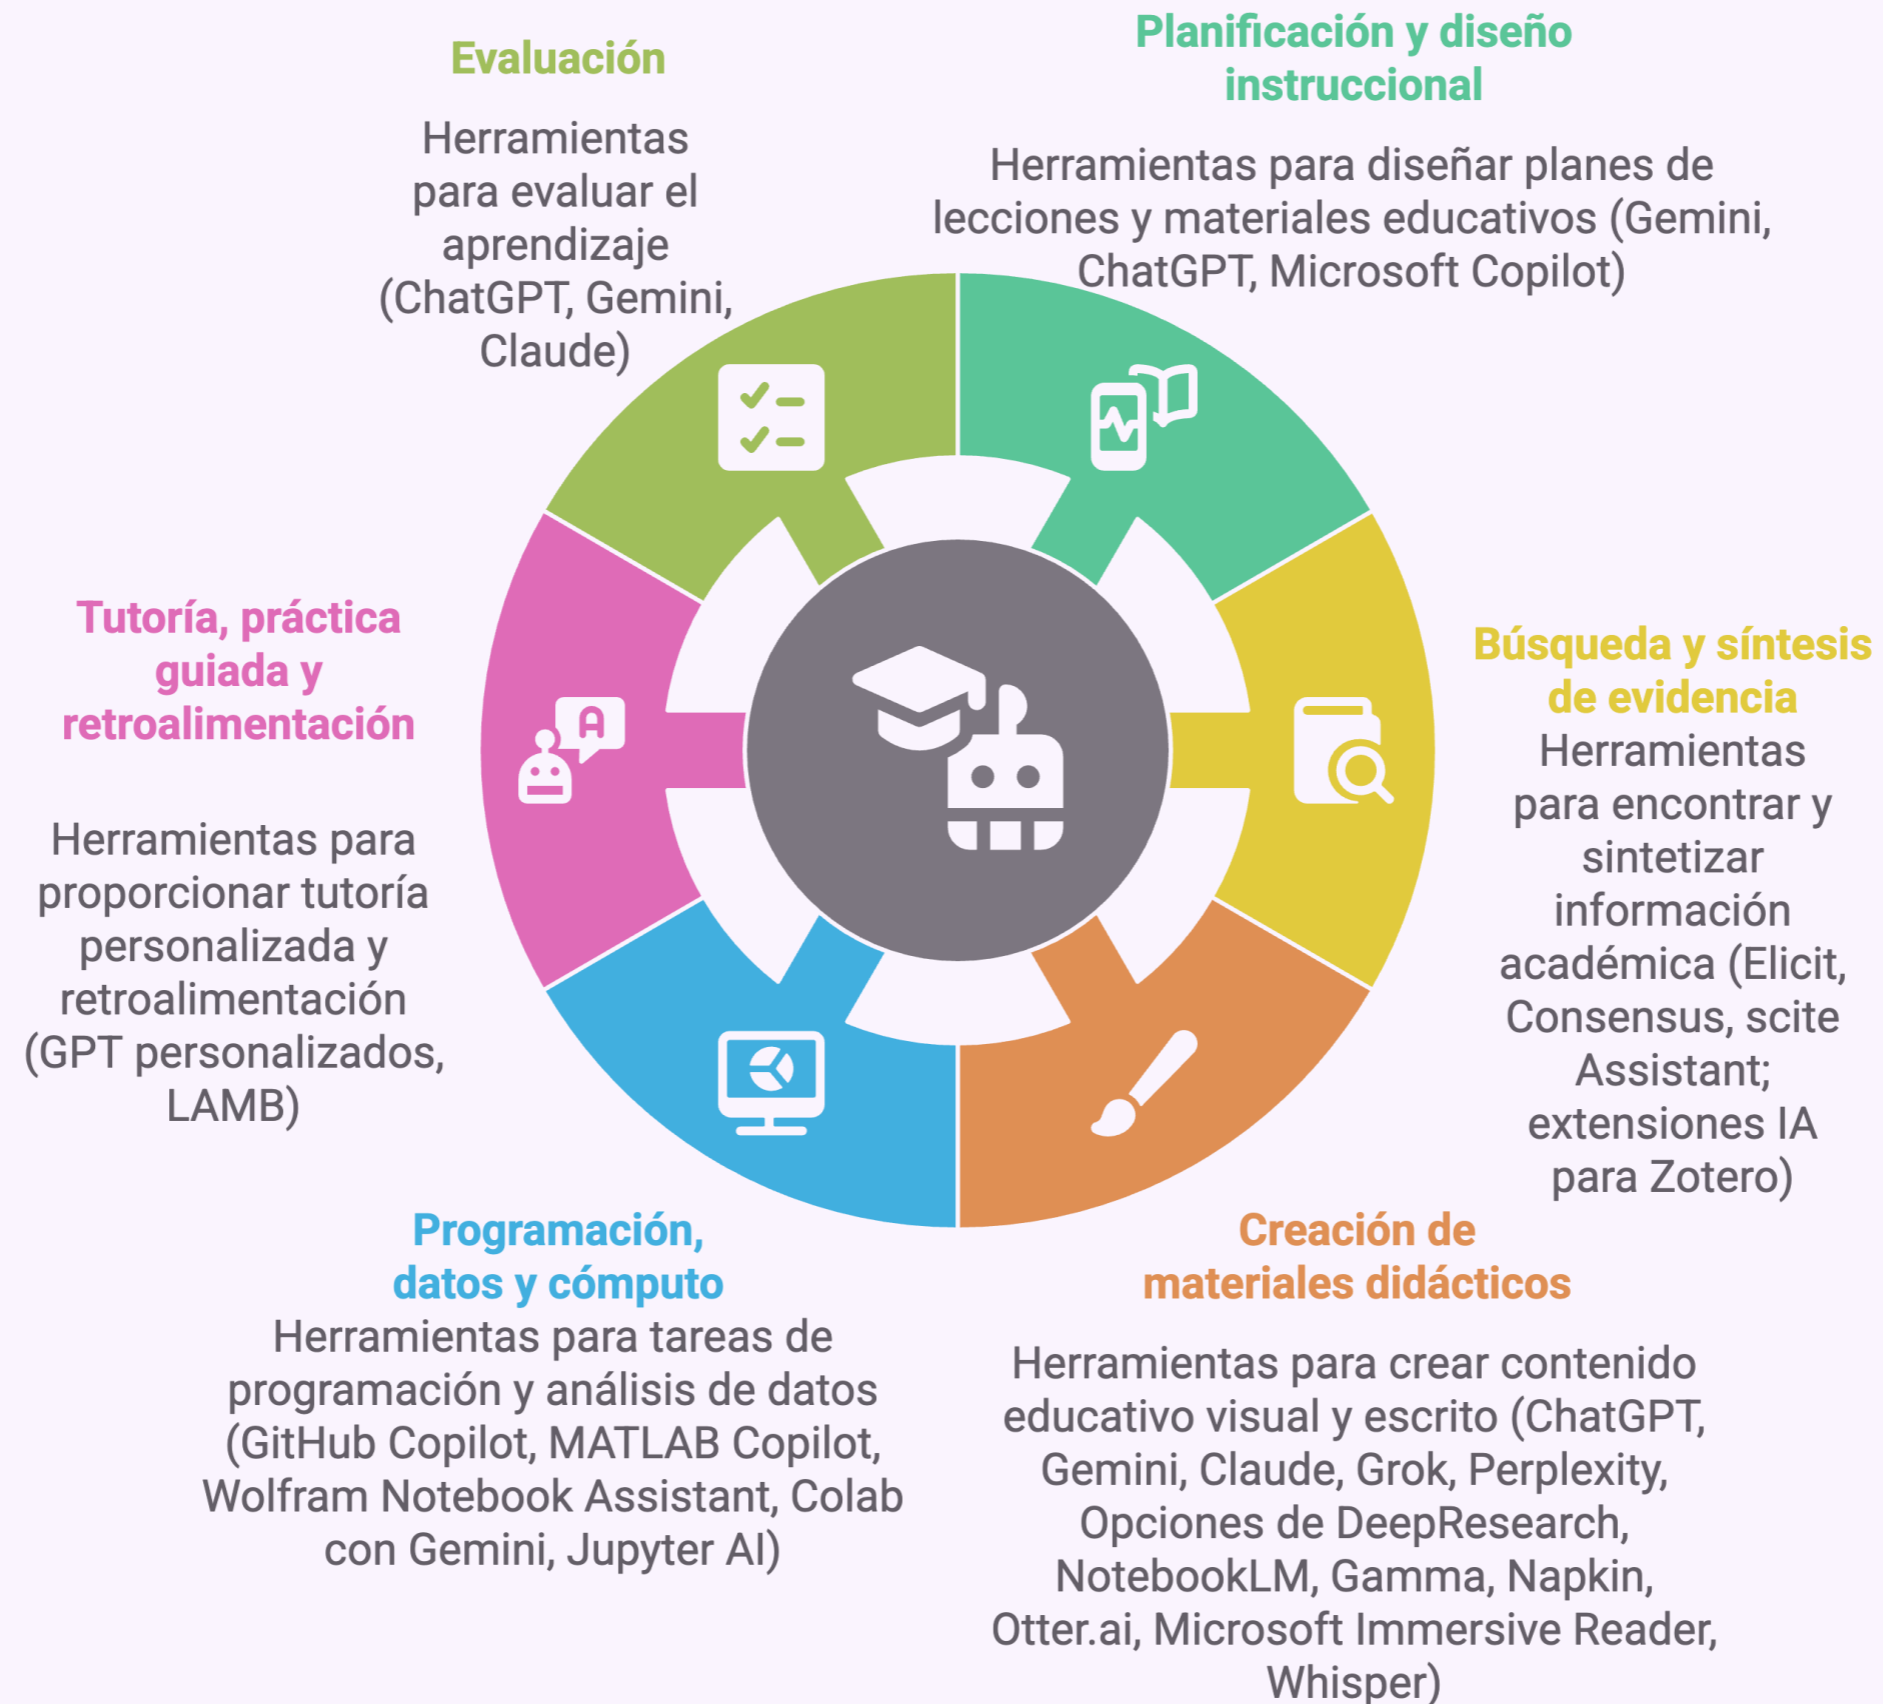 Evaluación
Herramientas
para evaluar el
aprendizaje
(ChatGPT, Gemini,
Claude)
Planificación y diseño
instruccional
Herramientas para diseñar planes de
lecciones y materiales educativos (Gemini,
ChatGPT, Microsoft Copilot)
Tutoría, práctica
guiada y
retroalimentación
Herramientas para
proporcionar tutoría
personalizada y
retroalimentación
(GPT personalizados,
LAMB)
A
Búsqueda y síntesis
de evidencia
Herramientas
para encontrar y
sintetizar
información
académica (Elicit,
Consensus, scite
Assistant;
extensiones IA
para Zotero)
Programación,
datos y cómputo
Herramientas para tareas de
programación y análisis de datos
(GitHub Copilot, MATLAB Copilot,
Wolfram Notebook Assistant, Colab
con Gemini, Jupyter AI)
Creación de
materiales didácticos
Herramientas para crear contenido
educativo visual y escrito (ChatGPT,
Gemini, Claude, Grok, Perplexity,
Opciones de DeepResearch,
NotebookLM, Gamma, Napkin,
Otter.ai, Microsoft Immersive Reader,
Whisper)